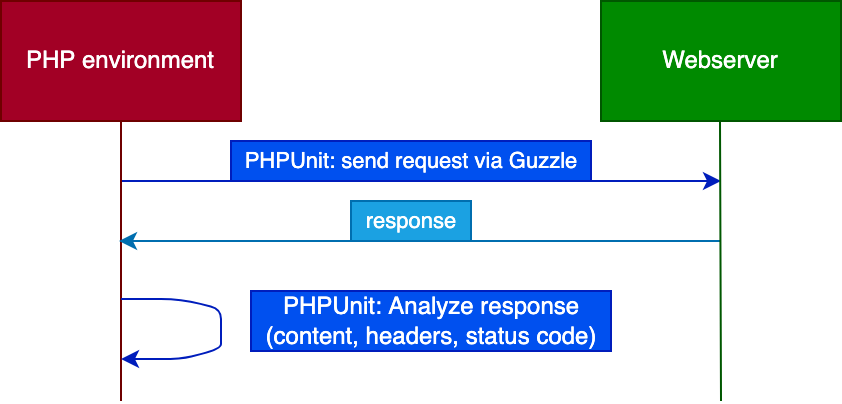 PHP environment
Webserver
PHPUnit: send request via Guzzle
response
PHPUnit: Analyze response
(content, headers, status code)